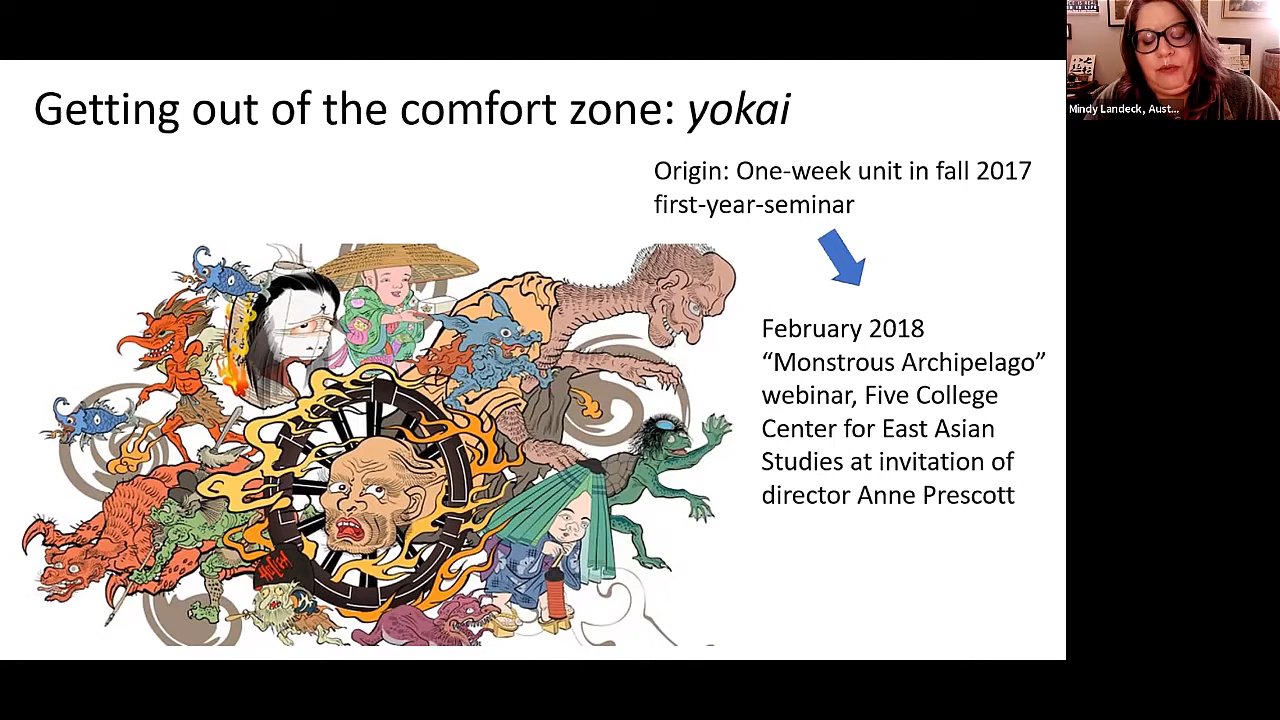 Getting out of the comfort zone: yokai
Origin: One-week unit in fall 2017
first-year-seminar
February 2018
“Monstrous Archipelago”
webinar, Five College
Center for East Asian
Studies at invitation of
director Anne Prescott
Mindy Landeck, Aust...